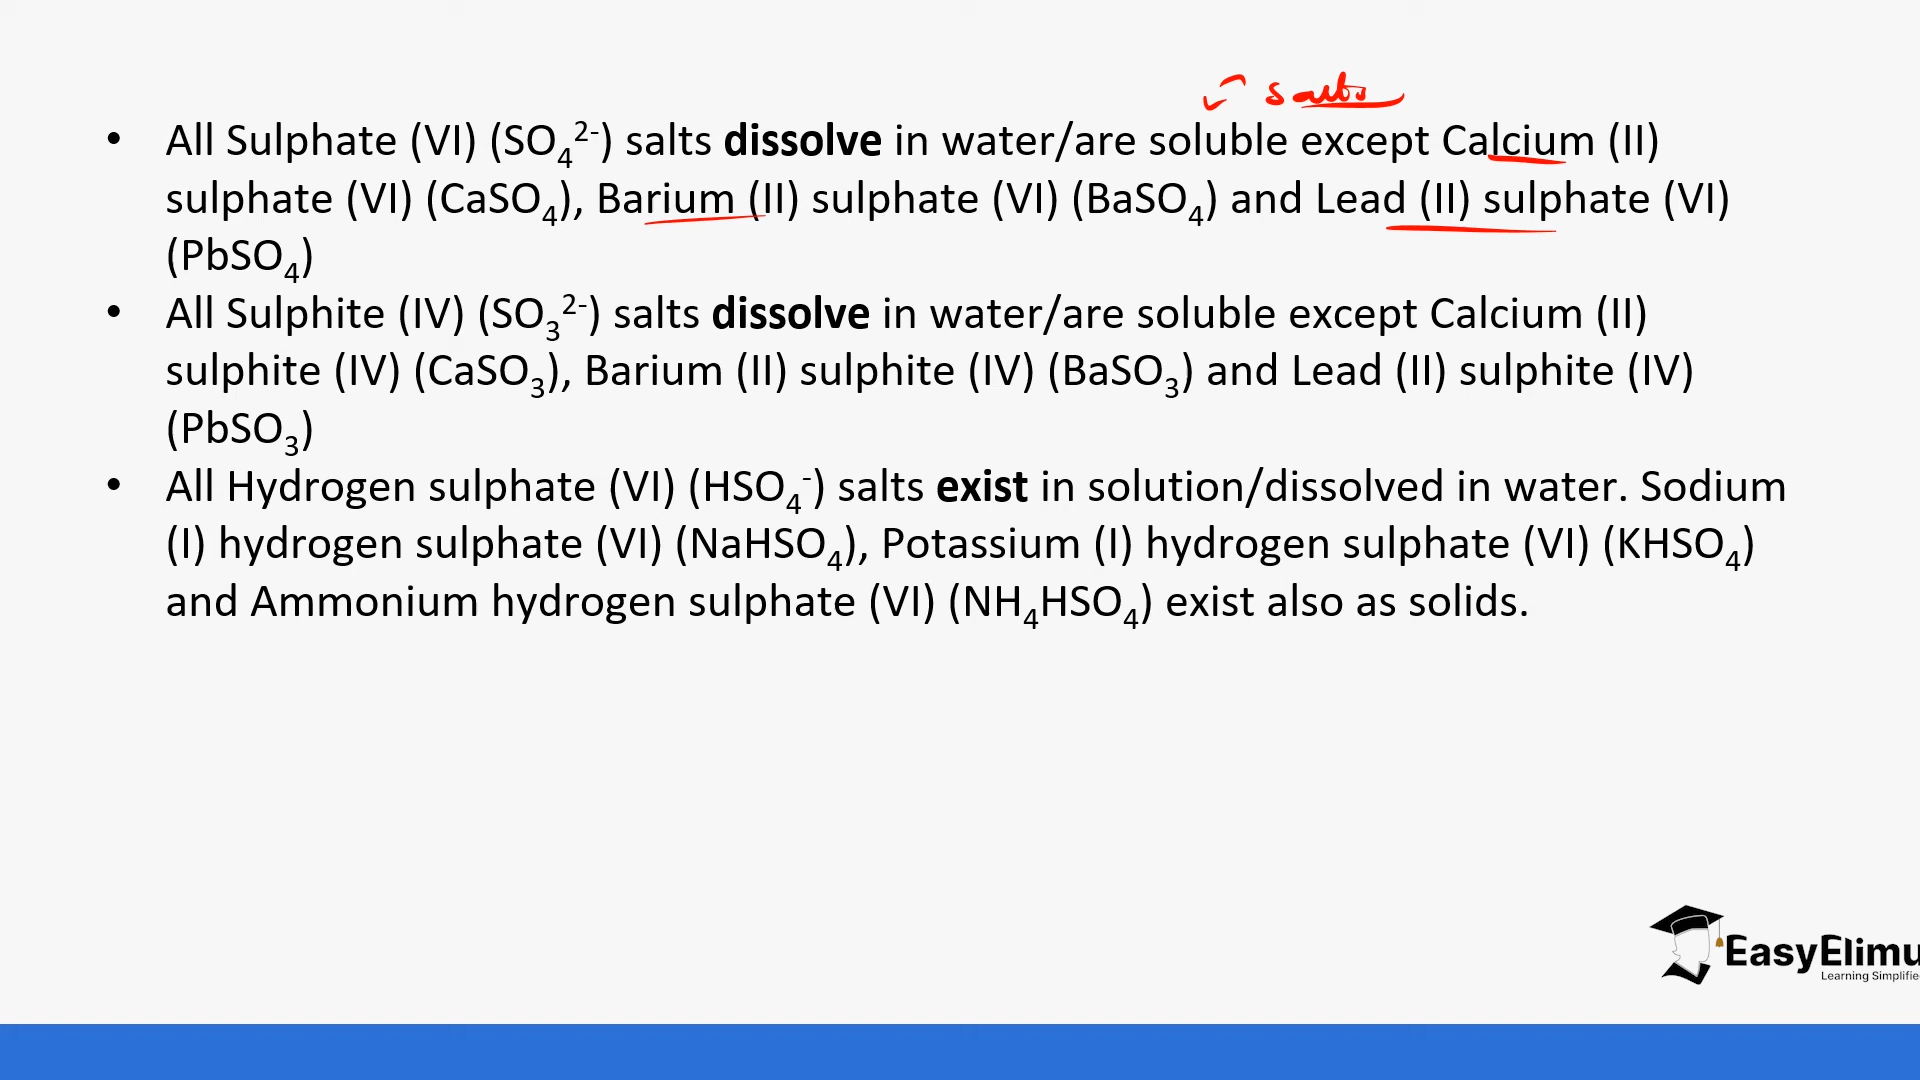 salts
• All Sulphate (VI) (SO₄²⁻) salts dissolve in water/are soluble except Calcium (II)
sulphate (VI) (CaSO₄), Barium (II) sulphate (VI) (BaSO₄) and Lead (II) sulphate (VI)
(PbSO₄)
• All Sulphite (IV) (SO₃²⁻) salts dissolve in water/are soluble except Calcium (II)
sulphite (IV) (CaSO₃), Barium (II) sulphite (IV) (BaSO₃) and Lead (II) sulphite (IV)
(PbSO₃)
• All Hydrogen sulphate (VI) (HSO₄⁻) salts exist in solution/dissolved in water. Sodium
(I) hydrogen sulphate (VI) (NaHSO₄), Potassium (I) hydrogen sulphate (VI) (KHSO₄)
and Ammonium hydrogen sulphate (VI) (NH₄HSO₄) exist also as solids.
EasyElimu
Learning Simplifie